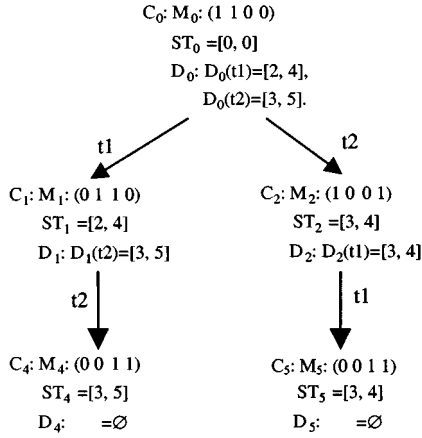 C₀: M₀: (1 1 0 0)
ST₀ =[0, 0]
D₀: D₀(t1)=[2, 4],
D₀(t2)=[3, 5].
t1
t2
C₁: M₁: (0 1 1 0)
ST₁ =[2, 4]
D₁: D₁(t2)=[3, 5]
C₂: M₂: (1 0 0 1)
ST₂ =[3, 4]
D₂: D₂(t1)=[3, 4]
t2
t1
C₄: M₄: (0 0 1 1)
ST₄ =[3, 5]
D₄: =∅
C₅: M₅: (0 0 1 1)
ST₅ =[3, 4]
D₅: =∅